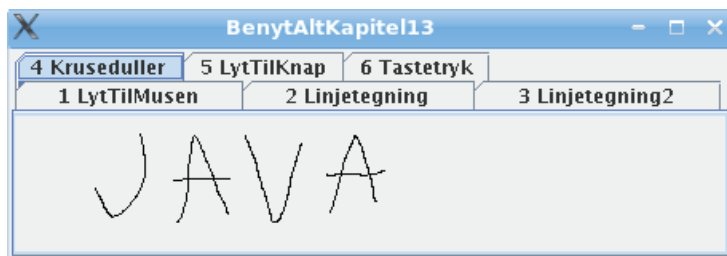 BenytAltKapitel13
4 Kruseduller 5 LytTilKnap 6 Tastetryk
1 LytTilMusen 2 Linjetegning 3 Linjetegning2
JAVA